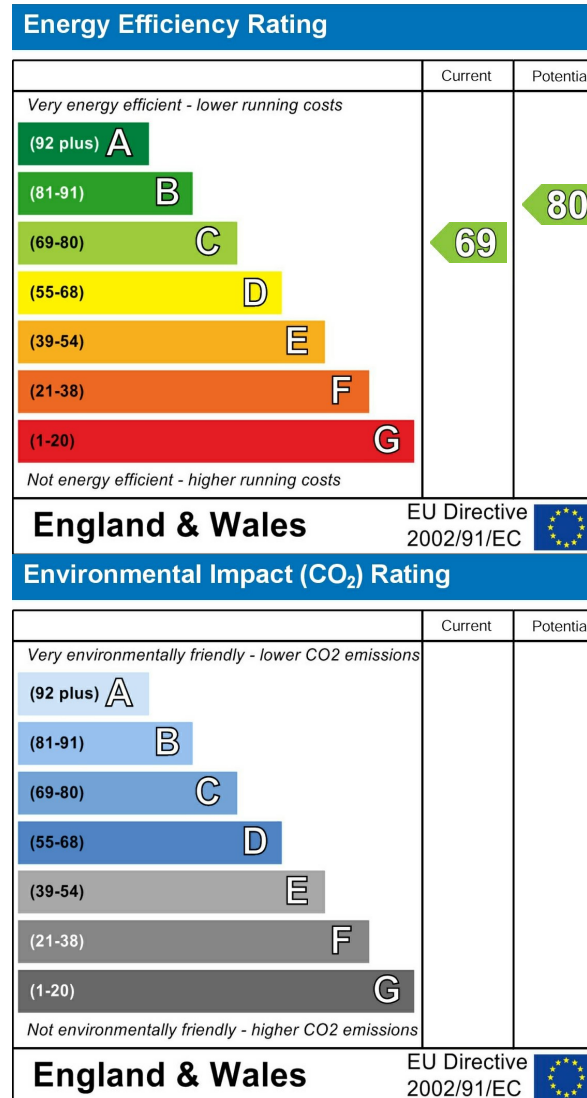 Energy Efficiency Rating
Current Potentia
Very energy efficient - lower running costs
(92 plus) A
(81-91) B
(69-80) C
(55-68) D
(39-54) E
(21-38) F
(1-20) G
69
80
Not energy efficient - higher running costs
England & Wales
EU Directive
2002/91/EC
Environmental Impact (CO₂) Rating
Current Potentia
Very environmentally friendly - lower CO2 emissions
(92 plus) A
(81-91) B
(69-80) C
(55-68) D
(39-54) E
(21-38) F
(1-20) G
Not environmentally friendly - higher CO2 emissions
England & Wales
EU Directive
2002/91/EC